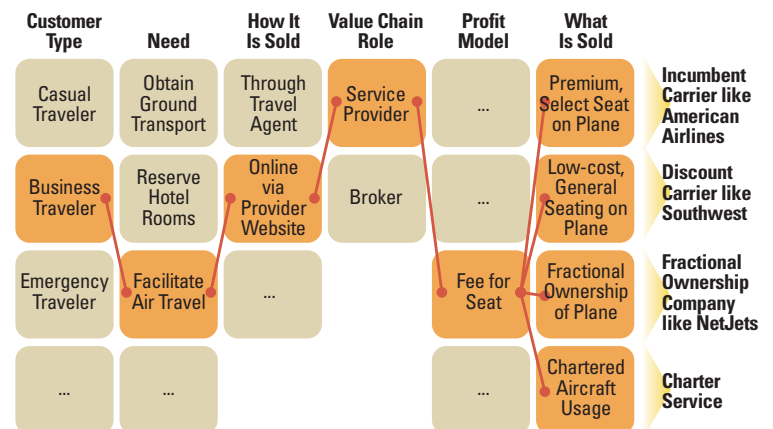 Customer
Type
Need
How It
Is Sold
Value Chain
Role
Profit
Model
What
Is Sold
Casual
Traveler
Obtain
Ground
Transport
Through
Travel
Agent
Service
Provider
...
Premium,
Select Seat
on Plane
Incumbent
Carrier like
American
Airlines
Business
Traveler
Reserve
Hotel
Rooms
Online
via
Provider
Website
Broker
...
Low-cost,
General
Seating on
Plane
Discount
Carrier like
Southwest
Emergency
Traveler
Facilitate
Air Travel
...
Fee for
Seat
Fractional
Ownership
of Plane
Fractional
Ownership
Company
like NetJets
...
...
...
Chartered
Aircraft
Usage
Charter
Service